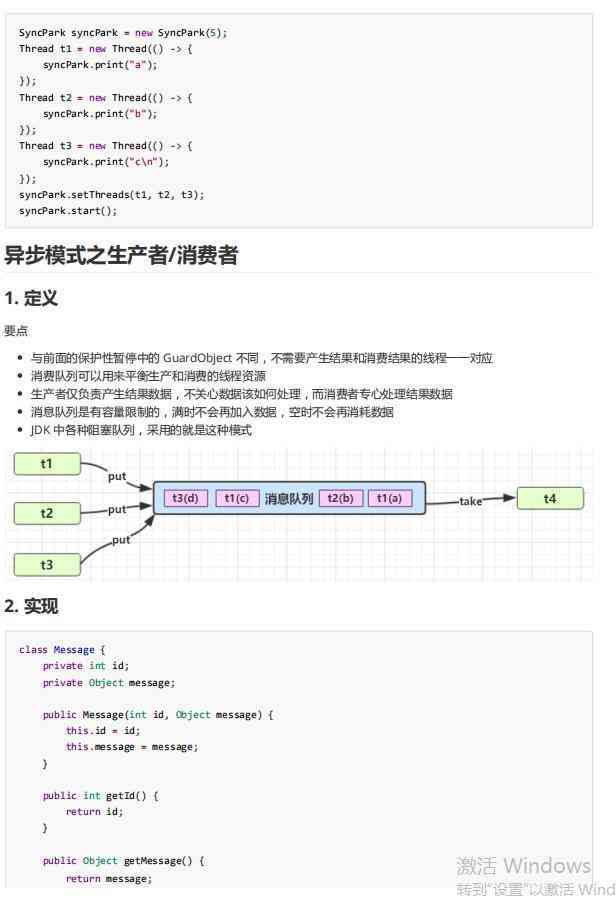 SyncPark syncPark = new SyncPark(5);
Thread t1 = new Thread(() -> {
    syncPark.print("a");
});
Thread t2 = new Thread(() -> {
    syncPark.print("b");
});
Thread t3 = new Thread(() -> {
    syncPark.print("c\n");
});
syncPark.setThreads(t1, t2, t3);
syncPark.start();
异步模式之生产者/消费者
1. 定义
要点
与前面的保护性暂停中的 GuardObject 不同，不需要产生结果和消费结果的线程一一对应
消费队列可以用来平衡生产和消费的线程资源
生产者仅负责产生结果数据，不关心数据该如何处理，而消费者专心处理结果数据
消息队列是有容量限制的，满时不会再加入数据，空时不会再消耗数据
JDK 中各种阻塞队列，采用的就是这种模式
t1
put
t3(d) t1(c) 消息队列 t2(b) t1(a)
take
t4
t2
put
put
t3
2. 实现
class Message {
    private int id;
    private Object message;
    public Message(int id, Object message) {
        this.id = id;
        this.message = message;
    }
    public int getId() {
        return id;
    }
    public Object getMessage() {
        return message;
激活 Windows
转到"设置"以激活 Wind